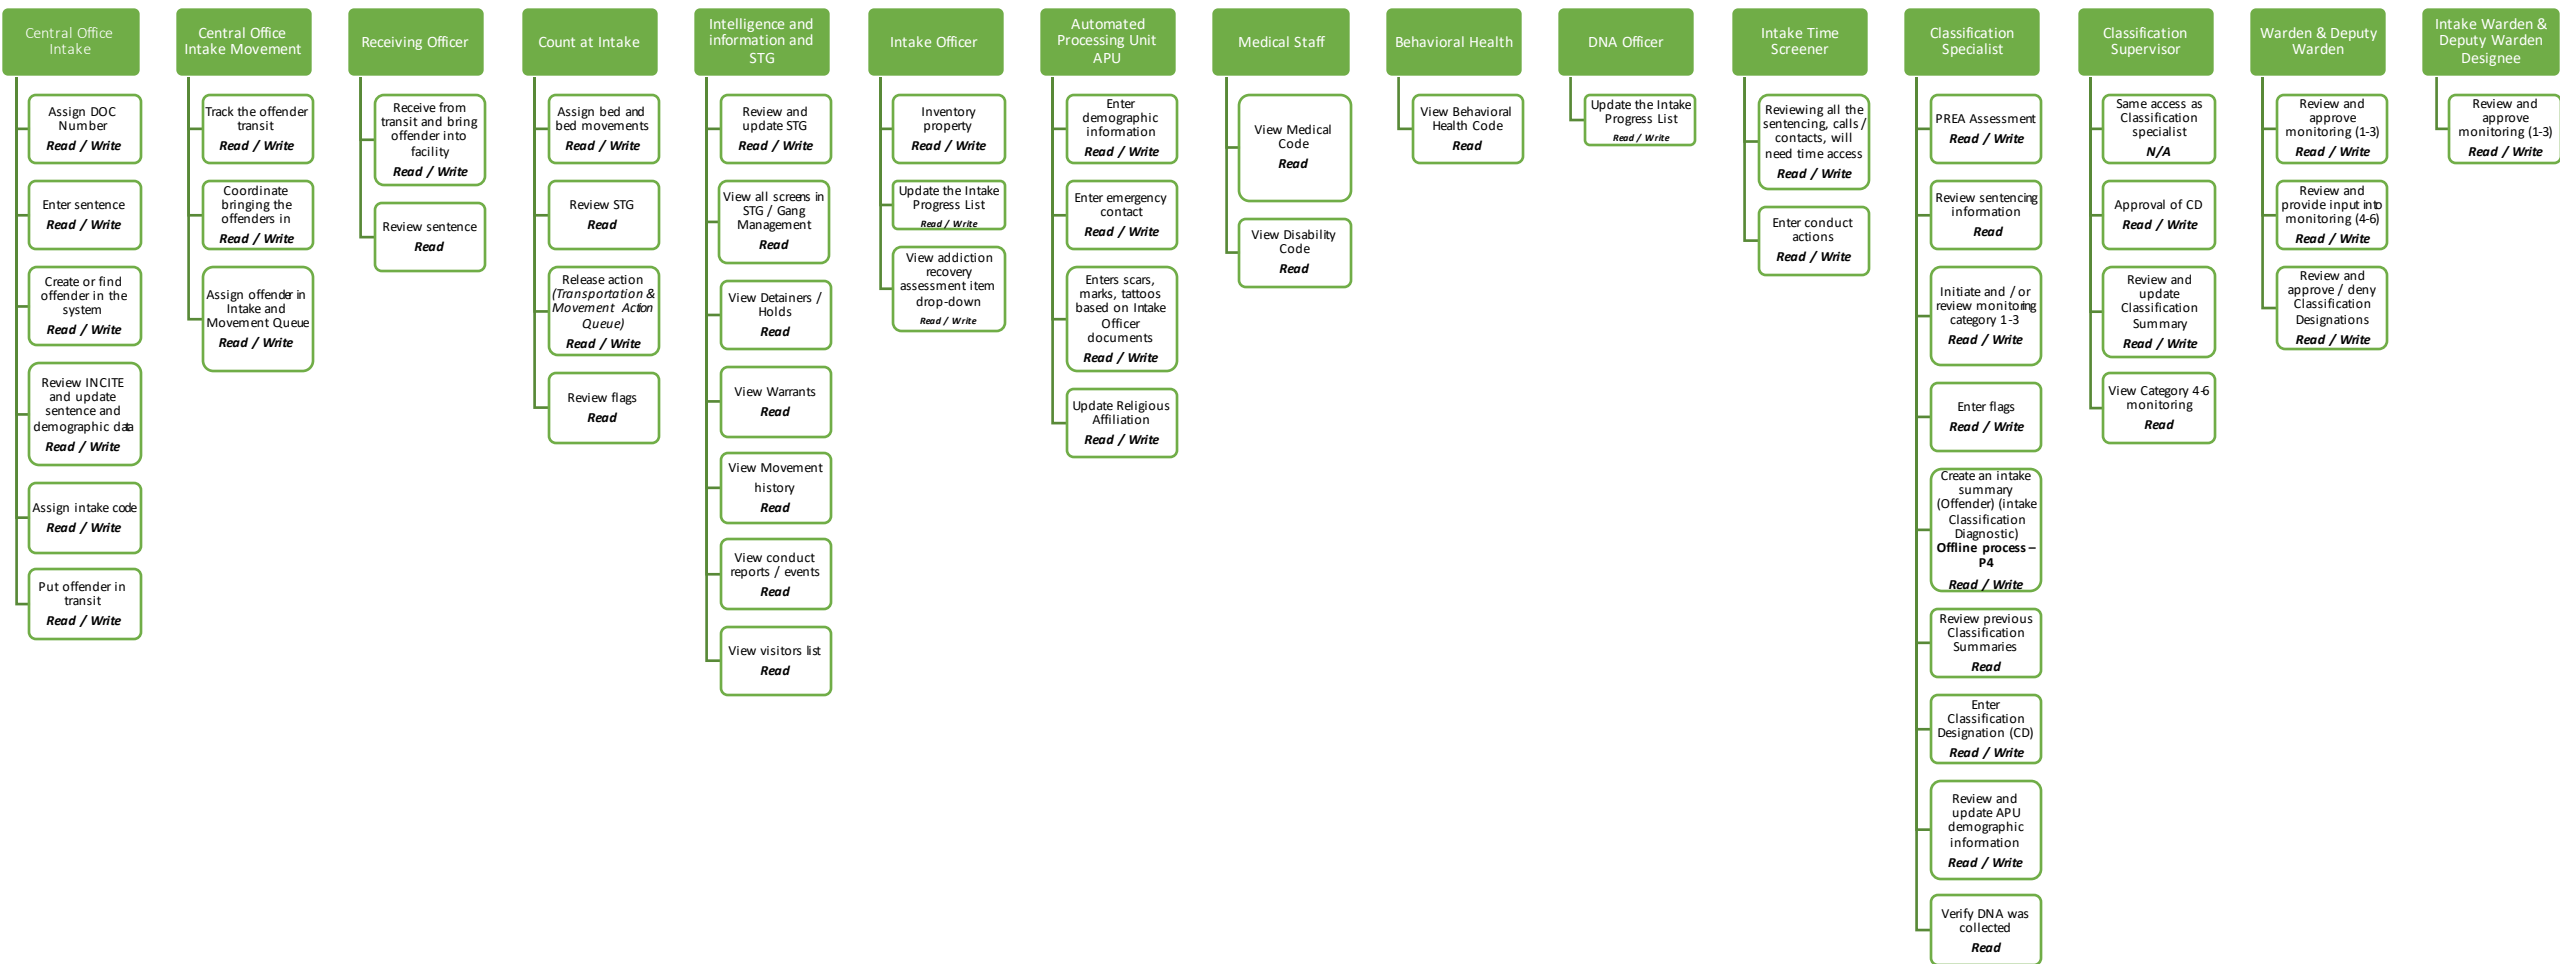 Central Office
Intake
Assign DOC
Number
Read / Write
Enter sentence
Read / Write
Create or find
offender in the
system
Read / Write
Review INCITE
and update
sentence and
demographic data
Read / Write
Assign intake code
Read / Write
Put offender in
transit
Read / Write
Central Office
Intake Movement
Track the offender
transit
Read / Write
Coordinate
bringing the
offenders in
Read / Write
Assign offender in
Intake and
Movement Queue
Read / Write
Receiving Officer
Receive from
transit and bring
offender into
facility
Read / Write
Review sentence
Read
Count at Intake
Assign bed and
bed movements
Read / Write
Review STG
Read
Release action
(Transportation &
Movement Action
Queue)
Read / Write
Review flags
Read
Intelligence and
information and
STG
Review and
update STG
Read / Write
View all screens in
STG / Gang
Management
Read
View Detainers /
Holds
Read
View Warrants
Read
View Movement
history
Read
View conduct
reports / events
Read
View visitors list
Read
Intake Officer
Inventory
property
Read / Write
Update the Intake
Progress List
Read / Write
View addiction
recovery
assessment item
drop-down
Read / Write
Automated
Processing Unit
APU
Enter
demographic
information
Read / Write
Enter emergency
contact
Read / Write
Enters scars,
marks, tattoos
based on Intake
Officer
documents
Read / Write
Update Religious
Affiliation
Read / Write
Medical Staff
View Medical
Code
Read
View Disability
Code
Read
Behavioral Health
View Behavioral
Health Code
Read
DNA Officer
Update the Intake
Progress List
Read / Write
Intake Time
Screener
Reviewing all the
sentencing, calls /
contacts, will
need time access
Read / Write
Enter conduct
actions
Read / Write
Classification
Specialist
PREA Assessment
Read / Write
Review sentencing
information
Read
Initiate and / or
review monitoring
category 1-3
Read / Write
Enter flags
Read / Write
Create an intake
summary
(Offender) (intake
Classification
Diagnostic)
Offline process –
P4
Read / Write
Review previous
Classification
Summaries
Read
Enter
Classification
Designation (CD)
Read / Write
Review and
update APU
demographic
information
Read / Write
Verify DNA was
collected
Read
Classification
Supervisor
Same access as
Classification
specialist
N/A
Approval of CD
Read / Write
Review and
update
Classification
Summary
Read / Write
View Category 4-6
monitoring
Read
Warden & Deputy
Warden
Review and
approve
monitoring (1-3)
Read / Write
Review and
provide input into
monitoring (4-6)
Read / Write
Review and
approve / deny
Classification
Designations
Read / Write
Intake Warden &
Deputy Warden
Designee
Review and
approve
monitoring (1-3)
Read / Write